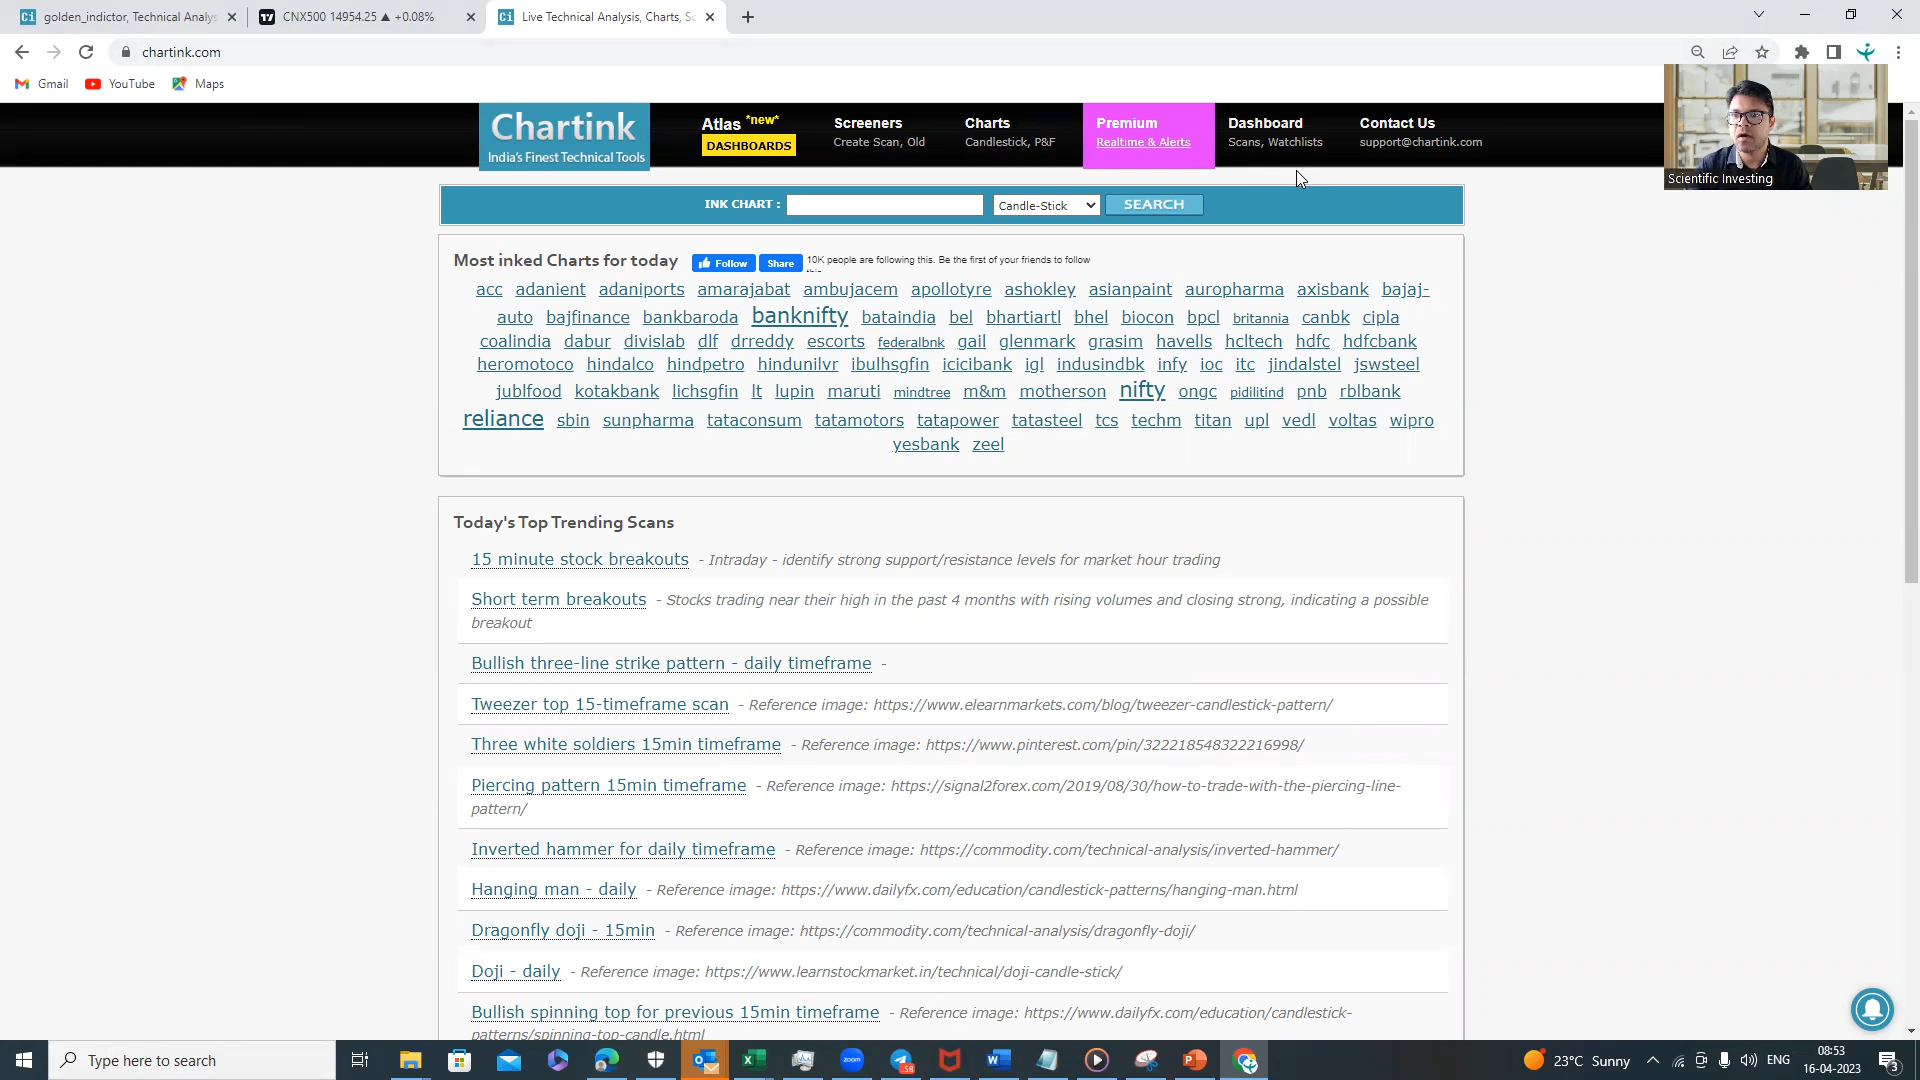 golden_indictor, Technical Analys
CNX500 14954.25 ▲ +0.08%
Live Technical Analysis, Charts, Sc
chartink.com
Gmail YouTube Maps
Chartink
India's Finest Technical Tools
Atlas *new*
DASHBOARDS
Screeners
Create Scan, Old
Charts
Candlestick, P&F
Premium
Realtime & Alerts
Dashboard
Scans, Watchlists
Contact Us
support@chartink.com
Scientific Investing
INK CHART : Candle-Stick SEARCH
Most inked Charts for today Follow Share 10K people are following this. Be the first of your friends to follow
acc adanient adaniports amarajabat ambujacem apollotyre ashokley asianpaint auropharma axisbank bajaj-
auto bajfinance bankbaroda banknifty bataindia bel bhartiartl bhel biocon bpcl britannia canbk cipla
coalindia dabur divislab dlf drreddy escorts federalbnk gail glenmark grasim havells hcltech hdfc hdfcbank
heromotoco hindalco hindpetro hindunilvr ibulhsgfin icicibank igl indusindbk infy ioc itc jindalstel jswsteel
jublfood kotakbank lichsgfin lt lupin maruti mindtree m&m motherson nifty ongc pidilitind pnb rblbank
reliance sbin sunpharma tataconsum tatamotors tatapower tatasteel tcs techm titan upl vedl voltas wipro
yesbank zeel
Today's Top Trending Scans
15 minute stock breakouts - Intraday - identify strong support/resistance levels for market hour trading
Short term breakouts - Stocks trading near their high in the past 4 months with rising volumes and closing strong, indicating a possible
breakout
Bullish three-line strike pattern - daily timeframe -
Tweezer top 15-timeframe scan - Reference image: https://www.elearnmarkets.com/blog/tweezer-candlestick-pattern/
Three white soldiers 15min timeframe - Reference image: https://www.pinterest.com/pin/322218548322216998/
Piercing pattern 15min timeframe - Reference image: https://signal2forex.com/2019/08/30/how-to-trade-with-the-piercing-line-
pattern/
Inverted hammer for daily timeframe - Reference image: https://commodity.com/technical-analysis/inverted-hammer/
Hanging man - daily - Reference image: https://www.dailyfx.com/education/candlestick-patterns/hanging-man.html
Dragonfly doji - 15min - Reference image: https://commodity.com/technical-analysis/dragonfly-doji/
Doji - daily - Reference image: https://www.learnstockmarket.in/technical/doji-candle-stick/
Bullish spinning top for previous 15min timeframe - Reference image: https://www.dailyfx.com/education/candlestick-
patterns/spinning-top-candle.html
Type here to search
23°C Sunny
ENG
08:53
16-04-2023